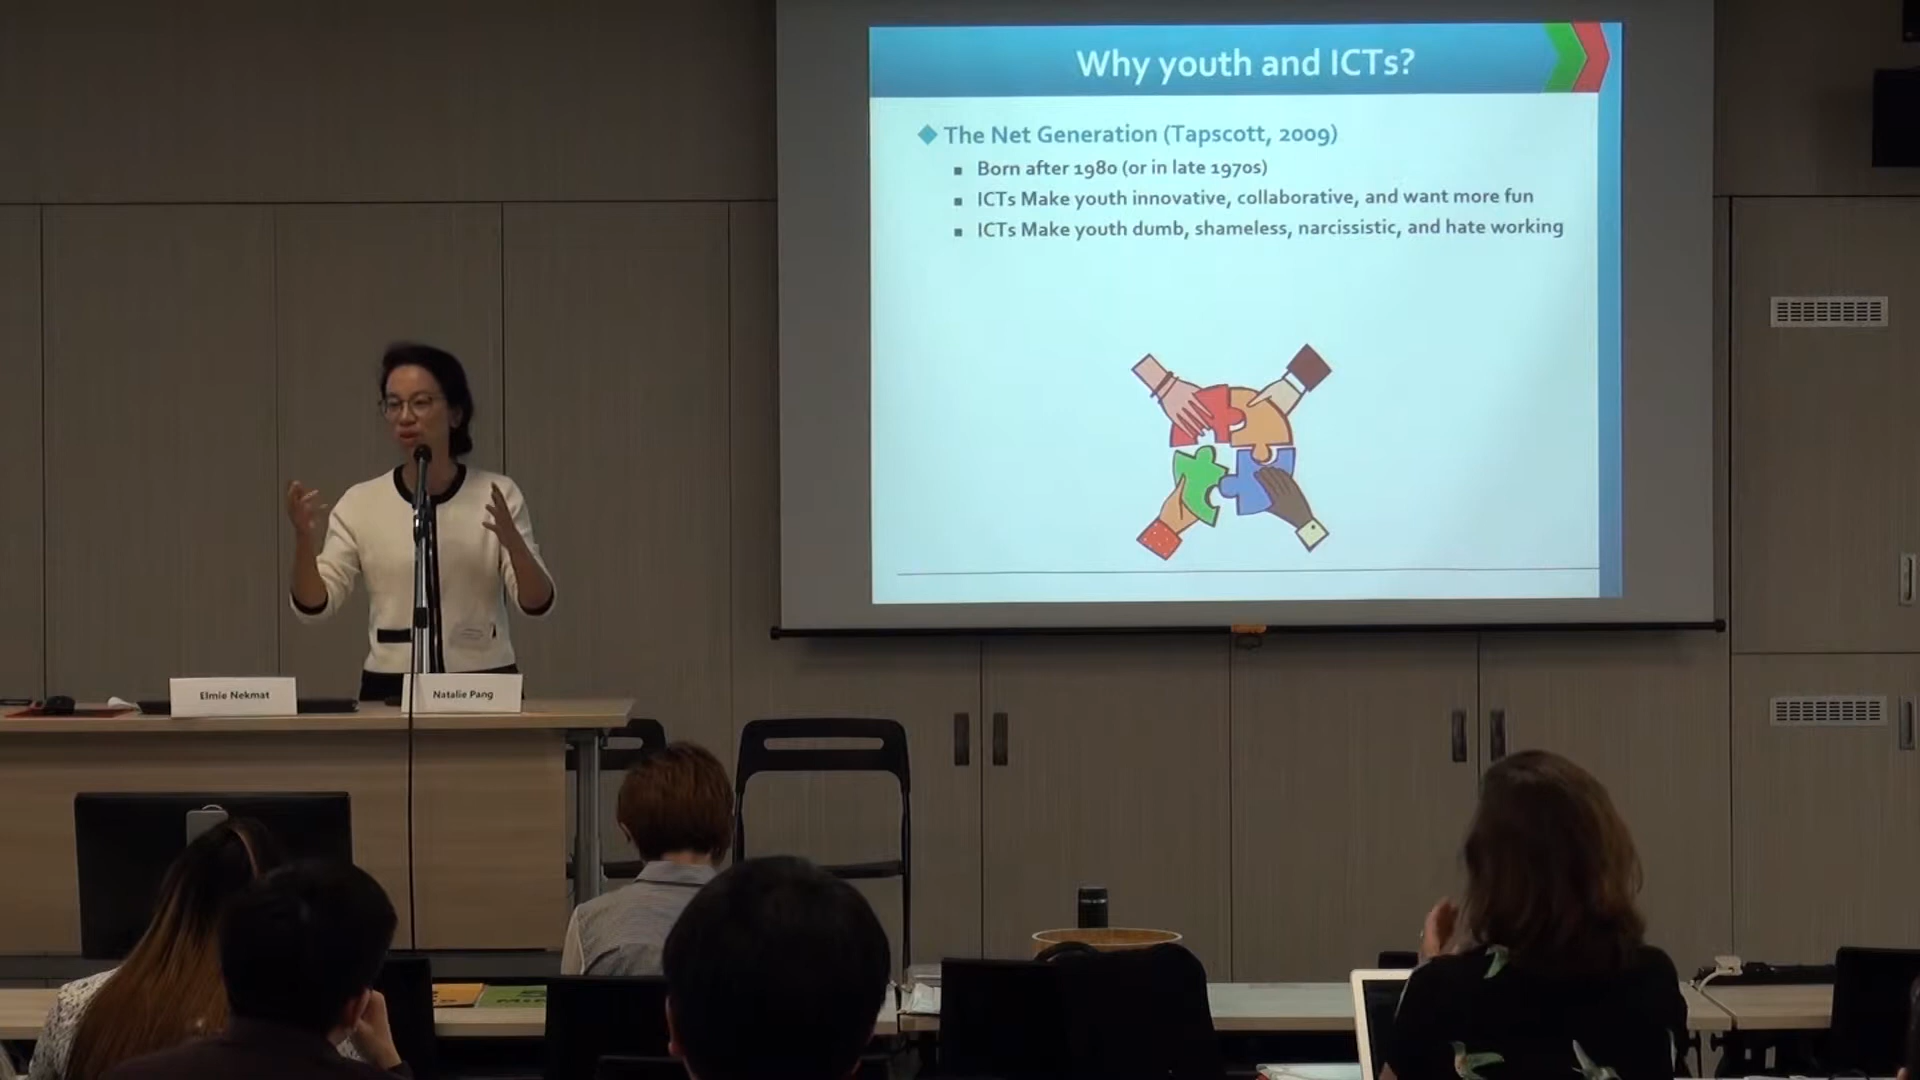 Why youth and ICTs?
The Net Generation (Tapscott, 2009)
Born after 1980 (or in late 1970s)
ICTs Make youth innovative, collaborative, and want more fun
ICTs Make youth dumb, shameless, narcissistic, and hate working
Elmie Nekmat
Natalie Pang